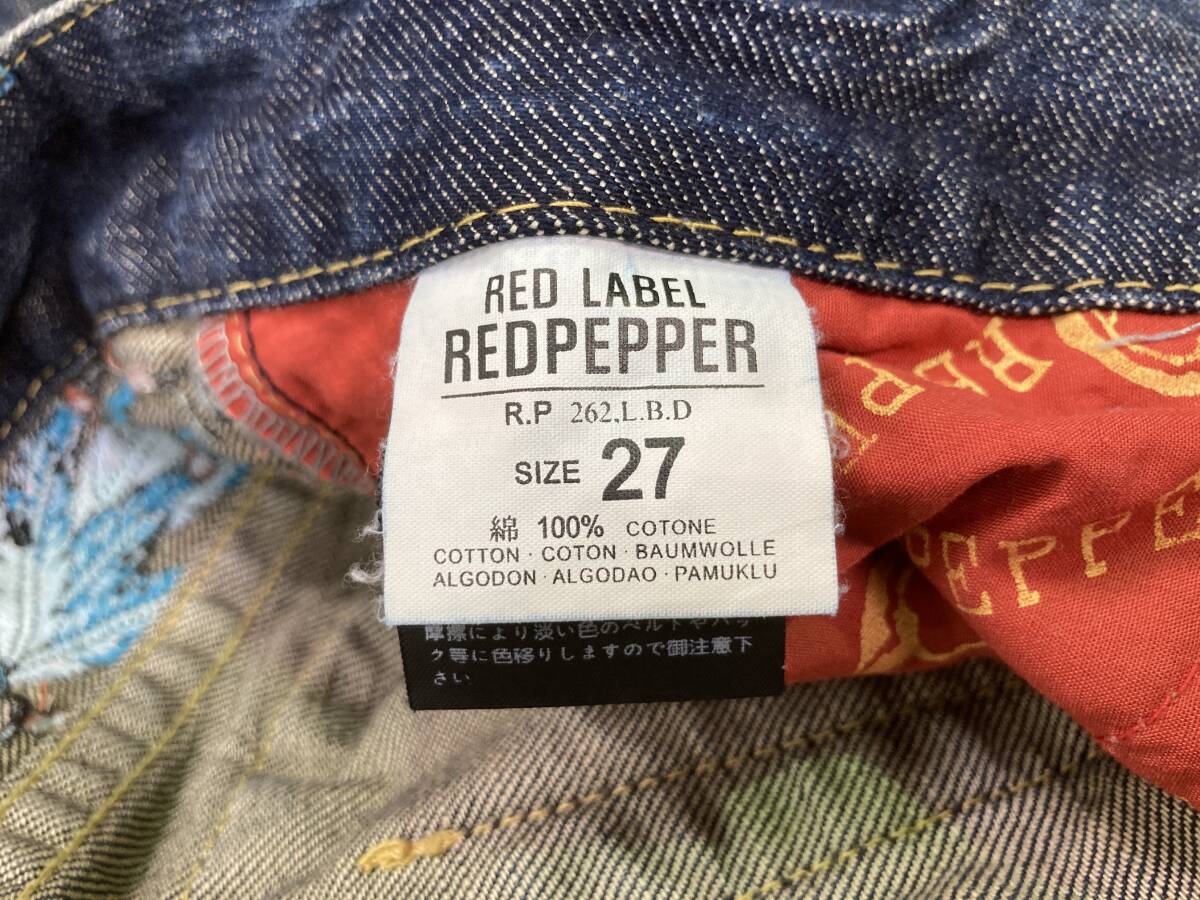 RED LABEL
REDPEPPER
R.P 262,L.B.D
SIZE 27
綿 100% COTONE
COTTON · COTON · BAUMWOLLE
ALGODON · ALGODAO · PAMUKLU
摩擦により淡い色のベルトやバッ
ク等に色移りしますので御注意下
さい
RED P
PEPPE